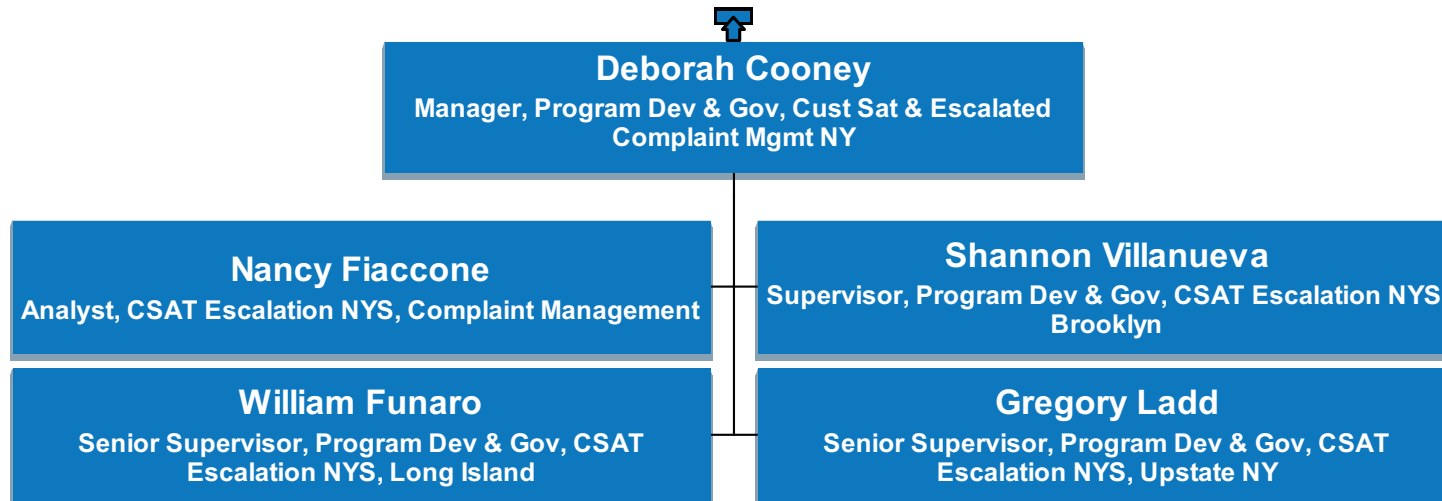 Deborah Cooney
Manager, Program Dev & Gov, Cust Sat & Escalated
Complaint Mgmt NY
Nancy Fiaccone
Analyst, CSAT Escalation NYS, Complaint Management
Shannon Villanueva
Supervisor, Program Dev & Gov, CSAT Escalation NYS
Brooklyn
William Funaro
Senior Supervisor, Program Dev & Gov, CSAT
Escalation NYS, Long Island
Gregory Ladd
Senior Supervisor, Program Dev & Gov, CSAT
Escalation NYS, Upstate NY